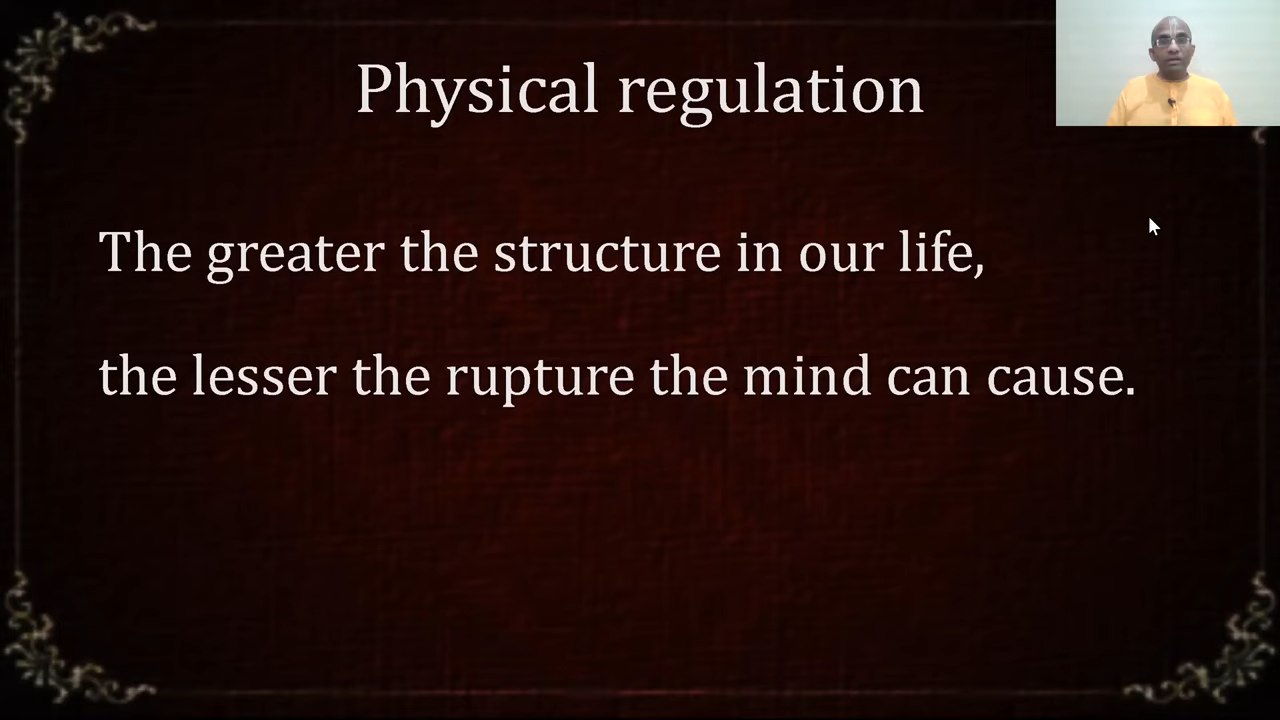 Physical regulation
The greater the structure in our life,
the lesser the rupture the mind can cause.